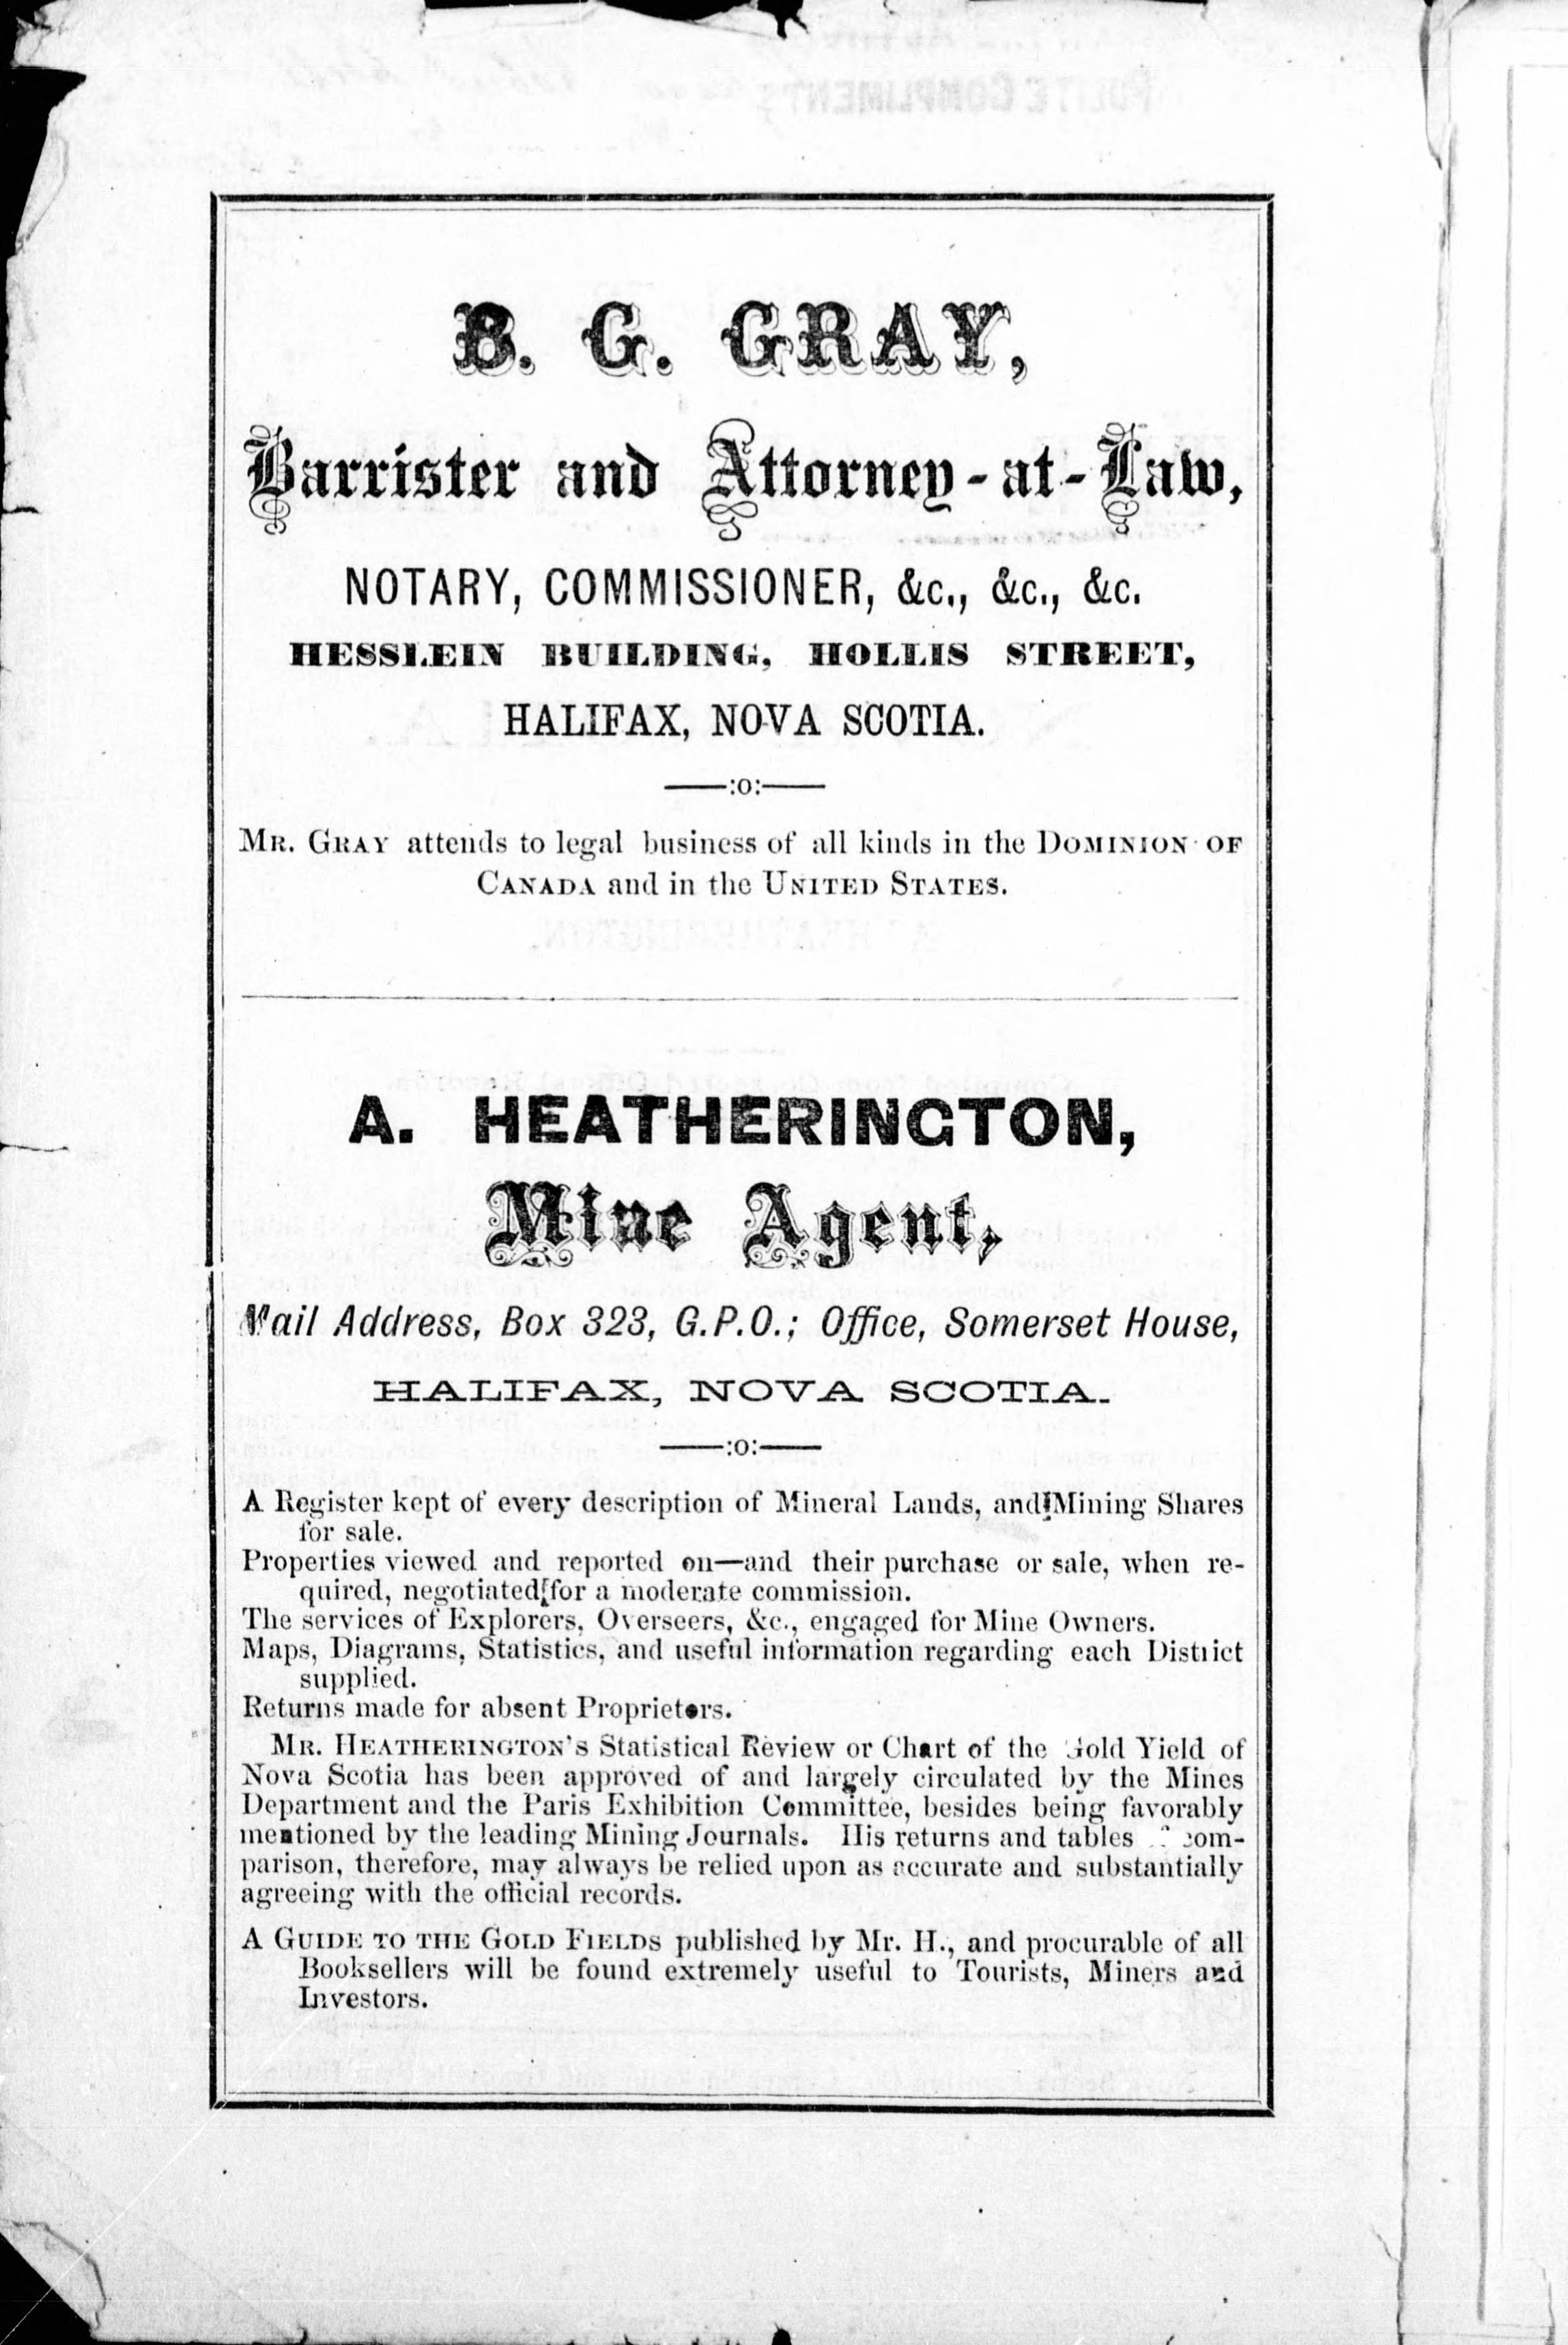 B. G. GRAY,
Barrister and Attorney-at-Law,
NOTARY, COMMISSIONER, &c., &c., &c.
HESSLEIN BUILDING, HOLLIS STREET,
HALIFAX, NOVA SCOTIA.
——:o:——
MR. GRAY attends to legal business of all kinds in the DOMINION OF
CANADA and in the UNITED STATES.
A. HEATHERINGTON,
Mine Agent,
Mail Address, Box 323, G.P.O.; Office, Somerset House,
HALIFAX, NOVA SCOTIA.
——:o:——
A Register kept of every description of Mineral Lands, and Mining Shares
for sale.
Properties viewed and reported on—and their purchase or sale, when re-
quired, negotiated for a moderate commission.
The services of Explorers, Overseers, &c., engaged for Mine Owners.
Maps, Diagrams, Statistics, and useful information regarding each District
supplied.
Returns made for absent Proprietors.
MR. HEATHERINGTON'S Statistical Review or Chart of the Gold Yield of
Nova Scotia has been approved of and largely circulated by the Mines
Department and the Paris Exhibition Committee, besides being favorably
mentioned by the leading Mining Journals. His returns and tables com-
parison, therefore, may always be relied upon as accurate and substantially
agreeing with the official records.
A GUIDE TO THE GOLD FIELDS published by Mr. H., and procurable of all
Booksellers will be found extremely useful to Tourists, Miners and
Investors.